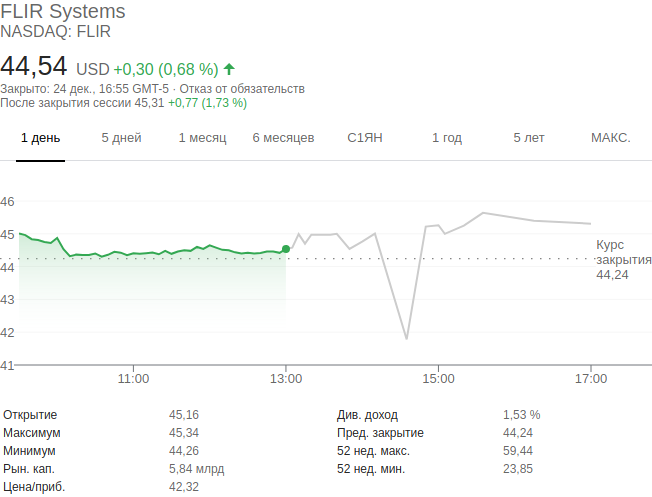 FLIR Systems
NASDAQ: FLIR
44,54 USD +0,30 (0,68 %)
Закрыто: 24 дек., 16:55 GMT-5 · Отказ от обязательств
После закрытия сессии 45,31 +0,77 (1,73 %)
1 день 5 дней 1 месяц 6 месяцев С1ЯН 1 год 5 лет МАКС.
46
45
44
43
42
41
Курс
закрытия
44,24
11:00 13:00 15:00 17:00
Открытие 45,16 Див. доход 1,53 %
Максимум 45,34 Пред. закрытие 44,24
Минимум 44,26 52 нед. макс. 59,44
Рын. кап. 5,84 млрд 52 нед. мин. 23,85
Цена/приб. 42,32